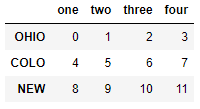 one two three four
OHIO 0 1 2 3
COLO 4 5 6 7
NEW 8 9 10 11